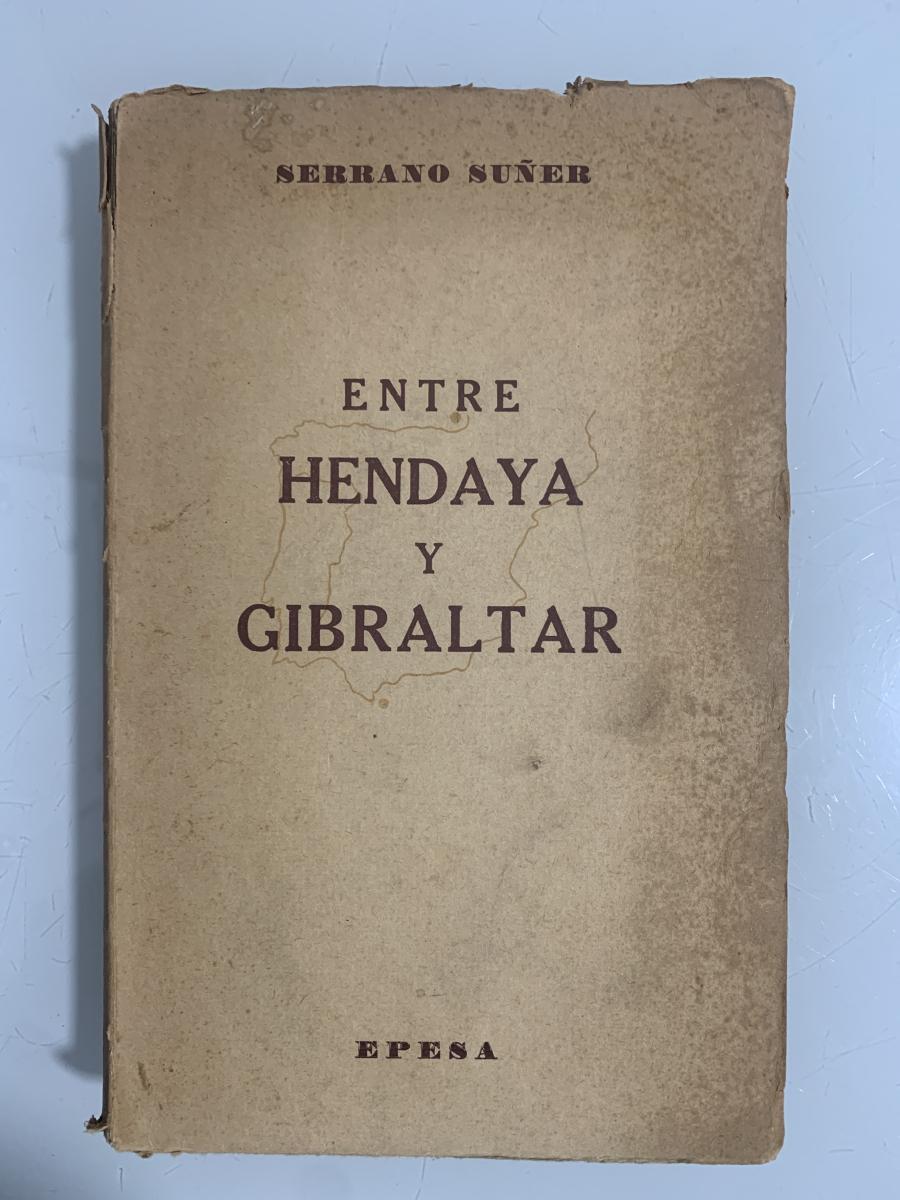 SERRANO SUÑER
ENTRE
HENDAYA
Y
GIBRALTAR
EPESA